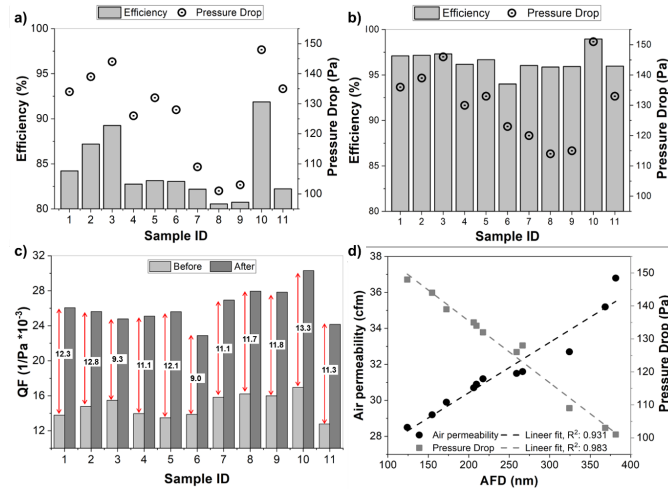 a)
Efficiency
Pressure Drop
100
95
90
85
80
Efficiency (%)
150
140
130
120
110
100
Pressure Drop (Pa)
1 2 3 4 5 6 7 8 9 10 11
Sample ID
b)
Efficiency
Pressure Drop
100
95
90
85
80
Efficiency (%)
150
140
130
120
110
100
Pressure Drop (Pa)
1 2 3 4 5 6 7 8 9 10 11
Sample ID
c)
Before
After
32
28
24
20
16
12
QF (1/Pa *10⁻³)
12.3
12.8
9.3
11.1
12.1
9.0
11.1
11.7
11.8
13.3
11.3
1 2 3 4 5 6 7 8 9 10 11
Sample ID
d)
38
36
34
32
30
28
Air permeability (cfm)
150
140
130
120
110
100
Pressure Drop (Pa)
Air permeability
Lineer fit, R²: 0.931
Pressure Drop
Lineer fit, R²: 0.983
100 150 200 250 300 350 400
AFD (nm)